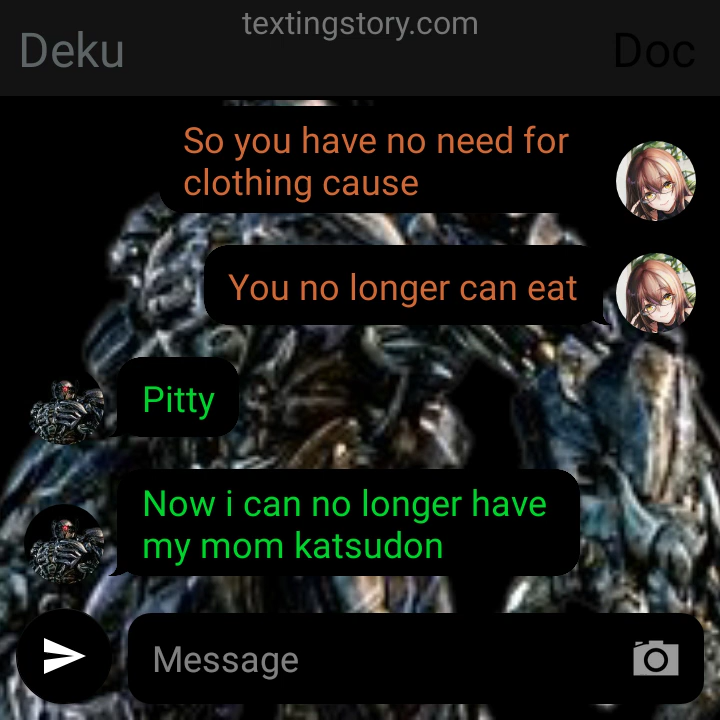 textingstory.com
Deku
Doc
So you have no need for
clothing cause
You no longer can eat
Pitty
Now i can no longer have
my mom katsudon
Message